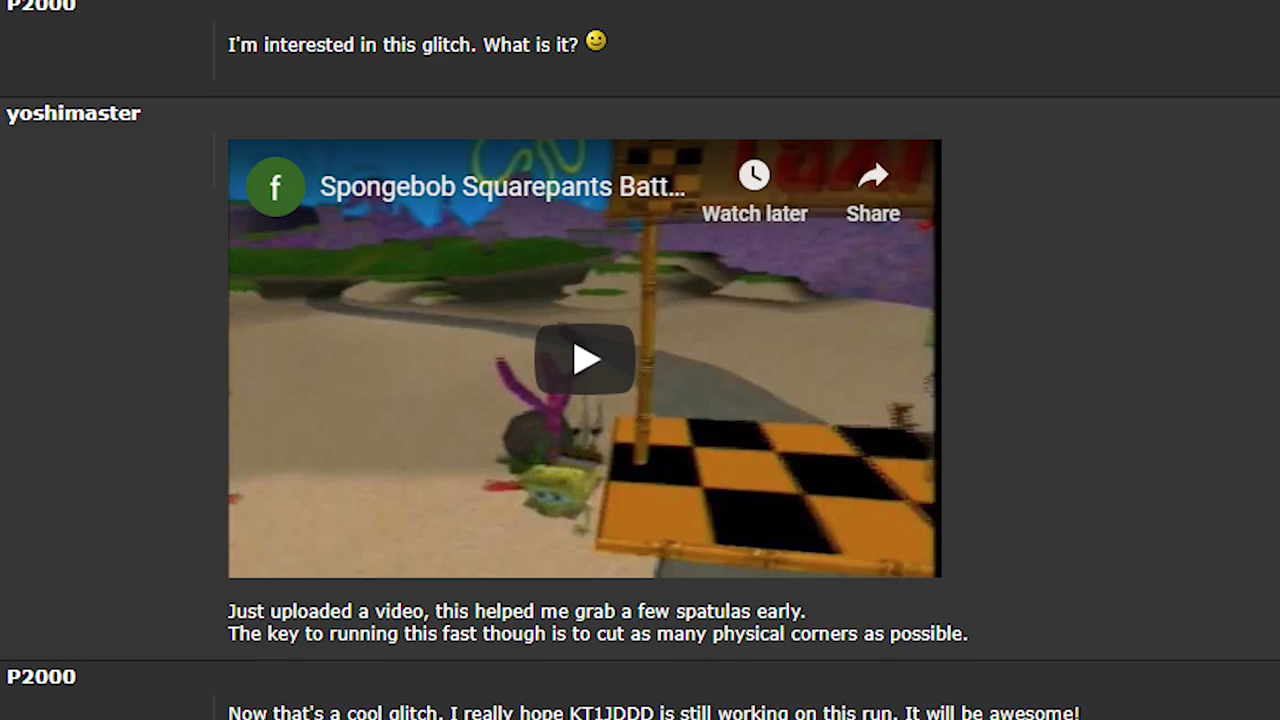 P2000
I'm interested in this glitch. What is it?
yoshimaster
f
Spongebob Squarepants Batt...
Watch later
Share
Taxi
Just uploaded a video, this helped me grab a few spatulas early.
The key to running this fast though is to cut as many physical corners as possible.
P2000
Now that's a cool glitch. I really hope KT1JDDD is still working on this run. It will be awesome!